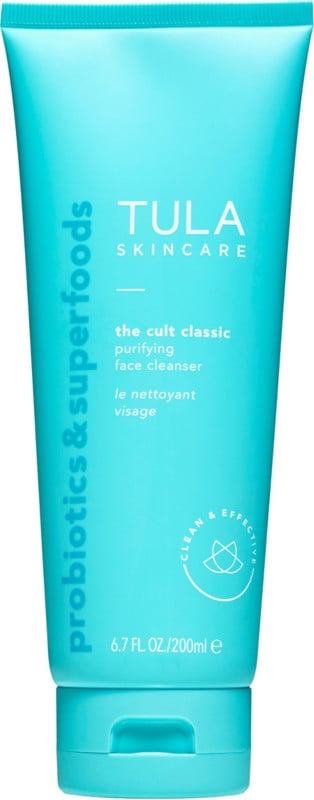 TULA
SKINCARE
the cult classic
purifying
face cleanser
le nettoyant
visage
probiotics & superfoods
CLEAN & EFFECTIVE
6.7 FL. OZ./200ml ℮